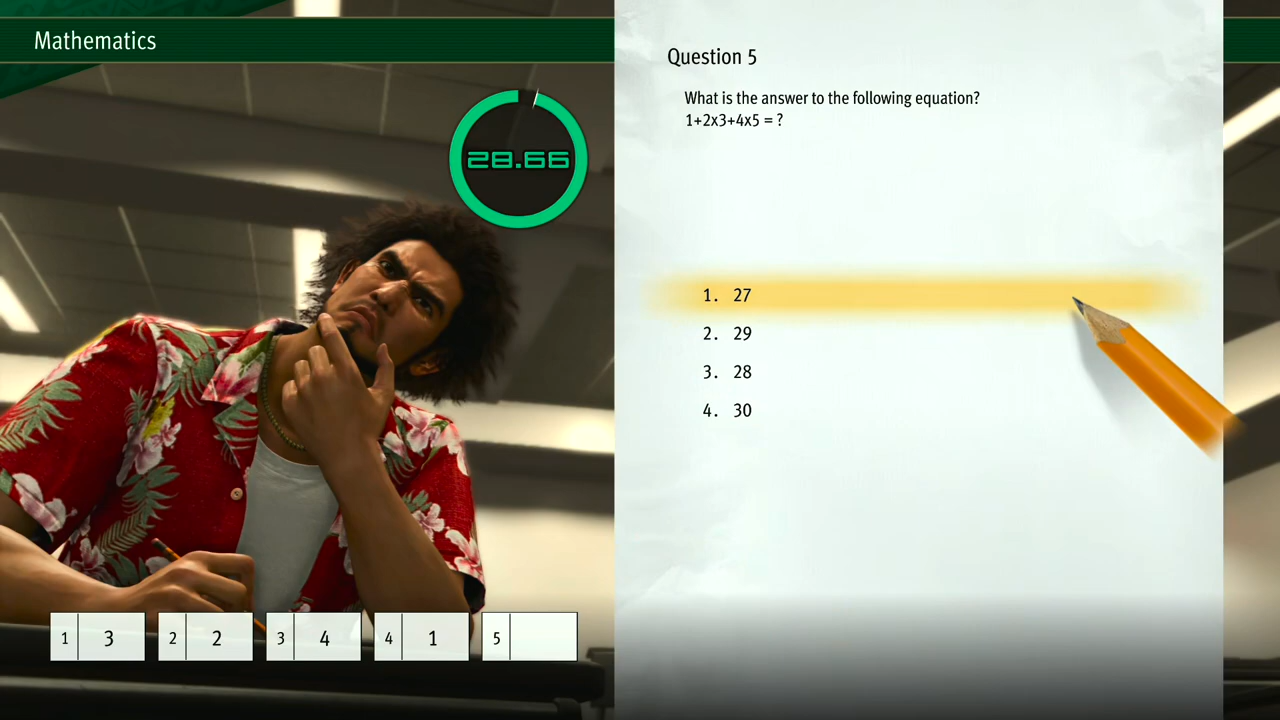 Mathematics
28.66
Question 5
What is the answer to the following equation?
1+2x3+4x5 = ?
1. 27
2. 29
3. 28
4. 30
1 3 2 2 3 4 4 1 5